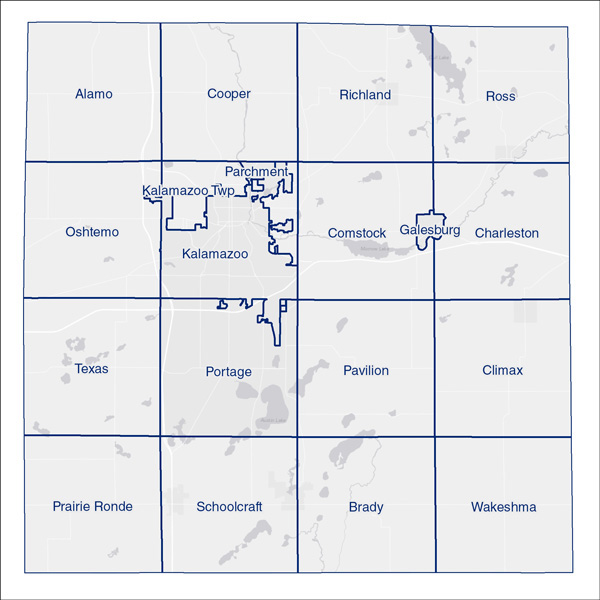 Alamo
Cooper
Richland
Ross
Parchment
Kalamazoo Twp
Oshtemo
Kalamazoo
Comstock
Galesburg
Charleston
Texas
Portage
Pavilion
Climax
Prairie Ronde
Schoolcraft
Brady
Wakeshma